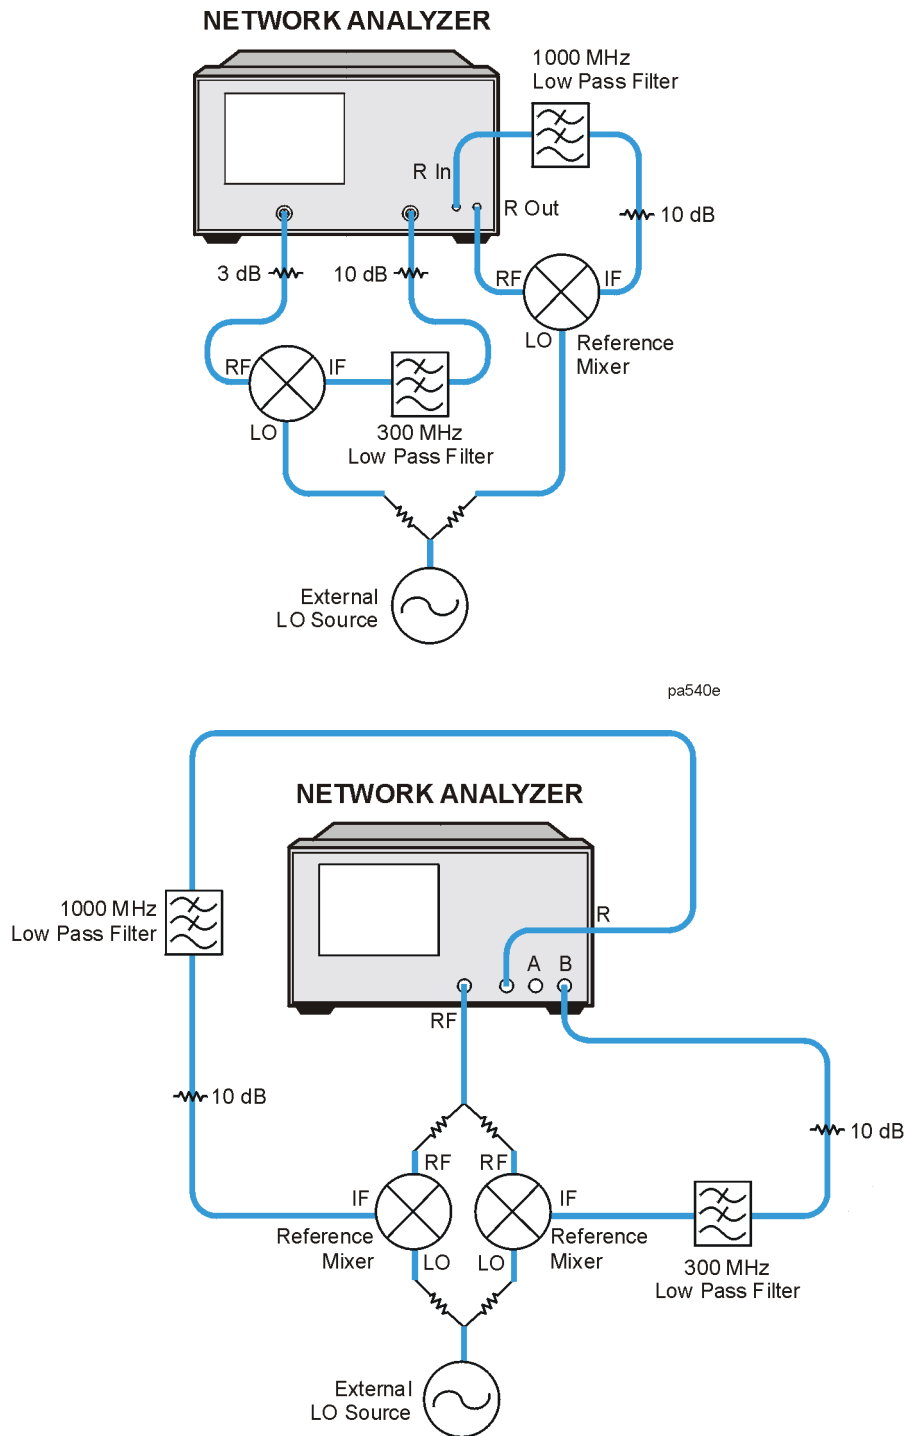 NETWORK ANALYZER
1000 MHz
Low Pass Filter
R In
R Out
10 dB
3 dB
10 dB
RF
IF
LO
Reference
Mixer
RF
IF
LO
300 MHz
Low Pass Filter
External
LO Source
pa540e
NETWORK ANALYZER
1000 MHz
Low Pass Filter
R
A
B
RF
10 dB
10 dB
RF
RF
IF
IF
Reference
Mixer
LO
LO
Reference
Mixer
300 MHz
Low Pass Filter
External
LO Source